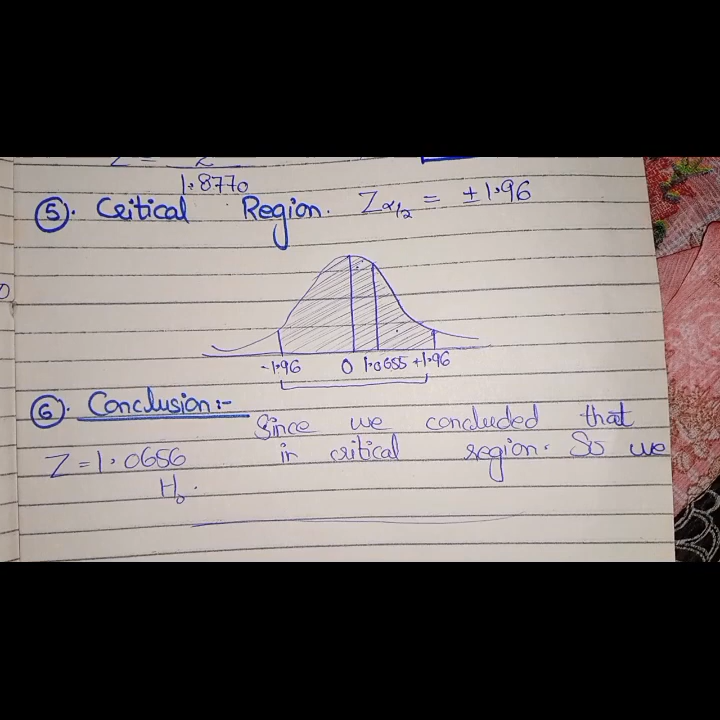 Z = 2
1.8770
(5). Critical Region. Zα/2 = ±1.96
-1.96 0 1.0655 +1.96
(6). Conclusion:-
Since we concluded that
Z = 1.0656 in critical region. So we
H₀.